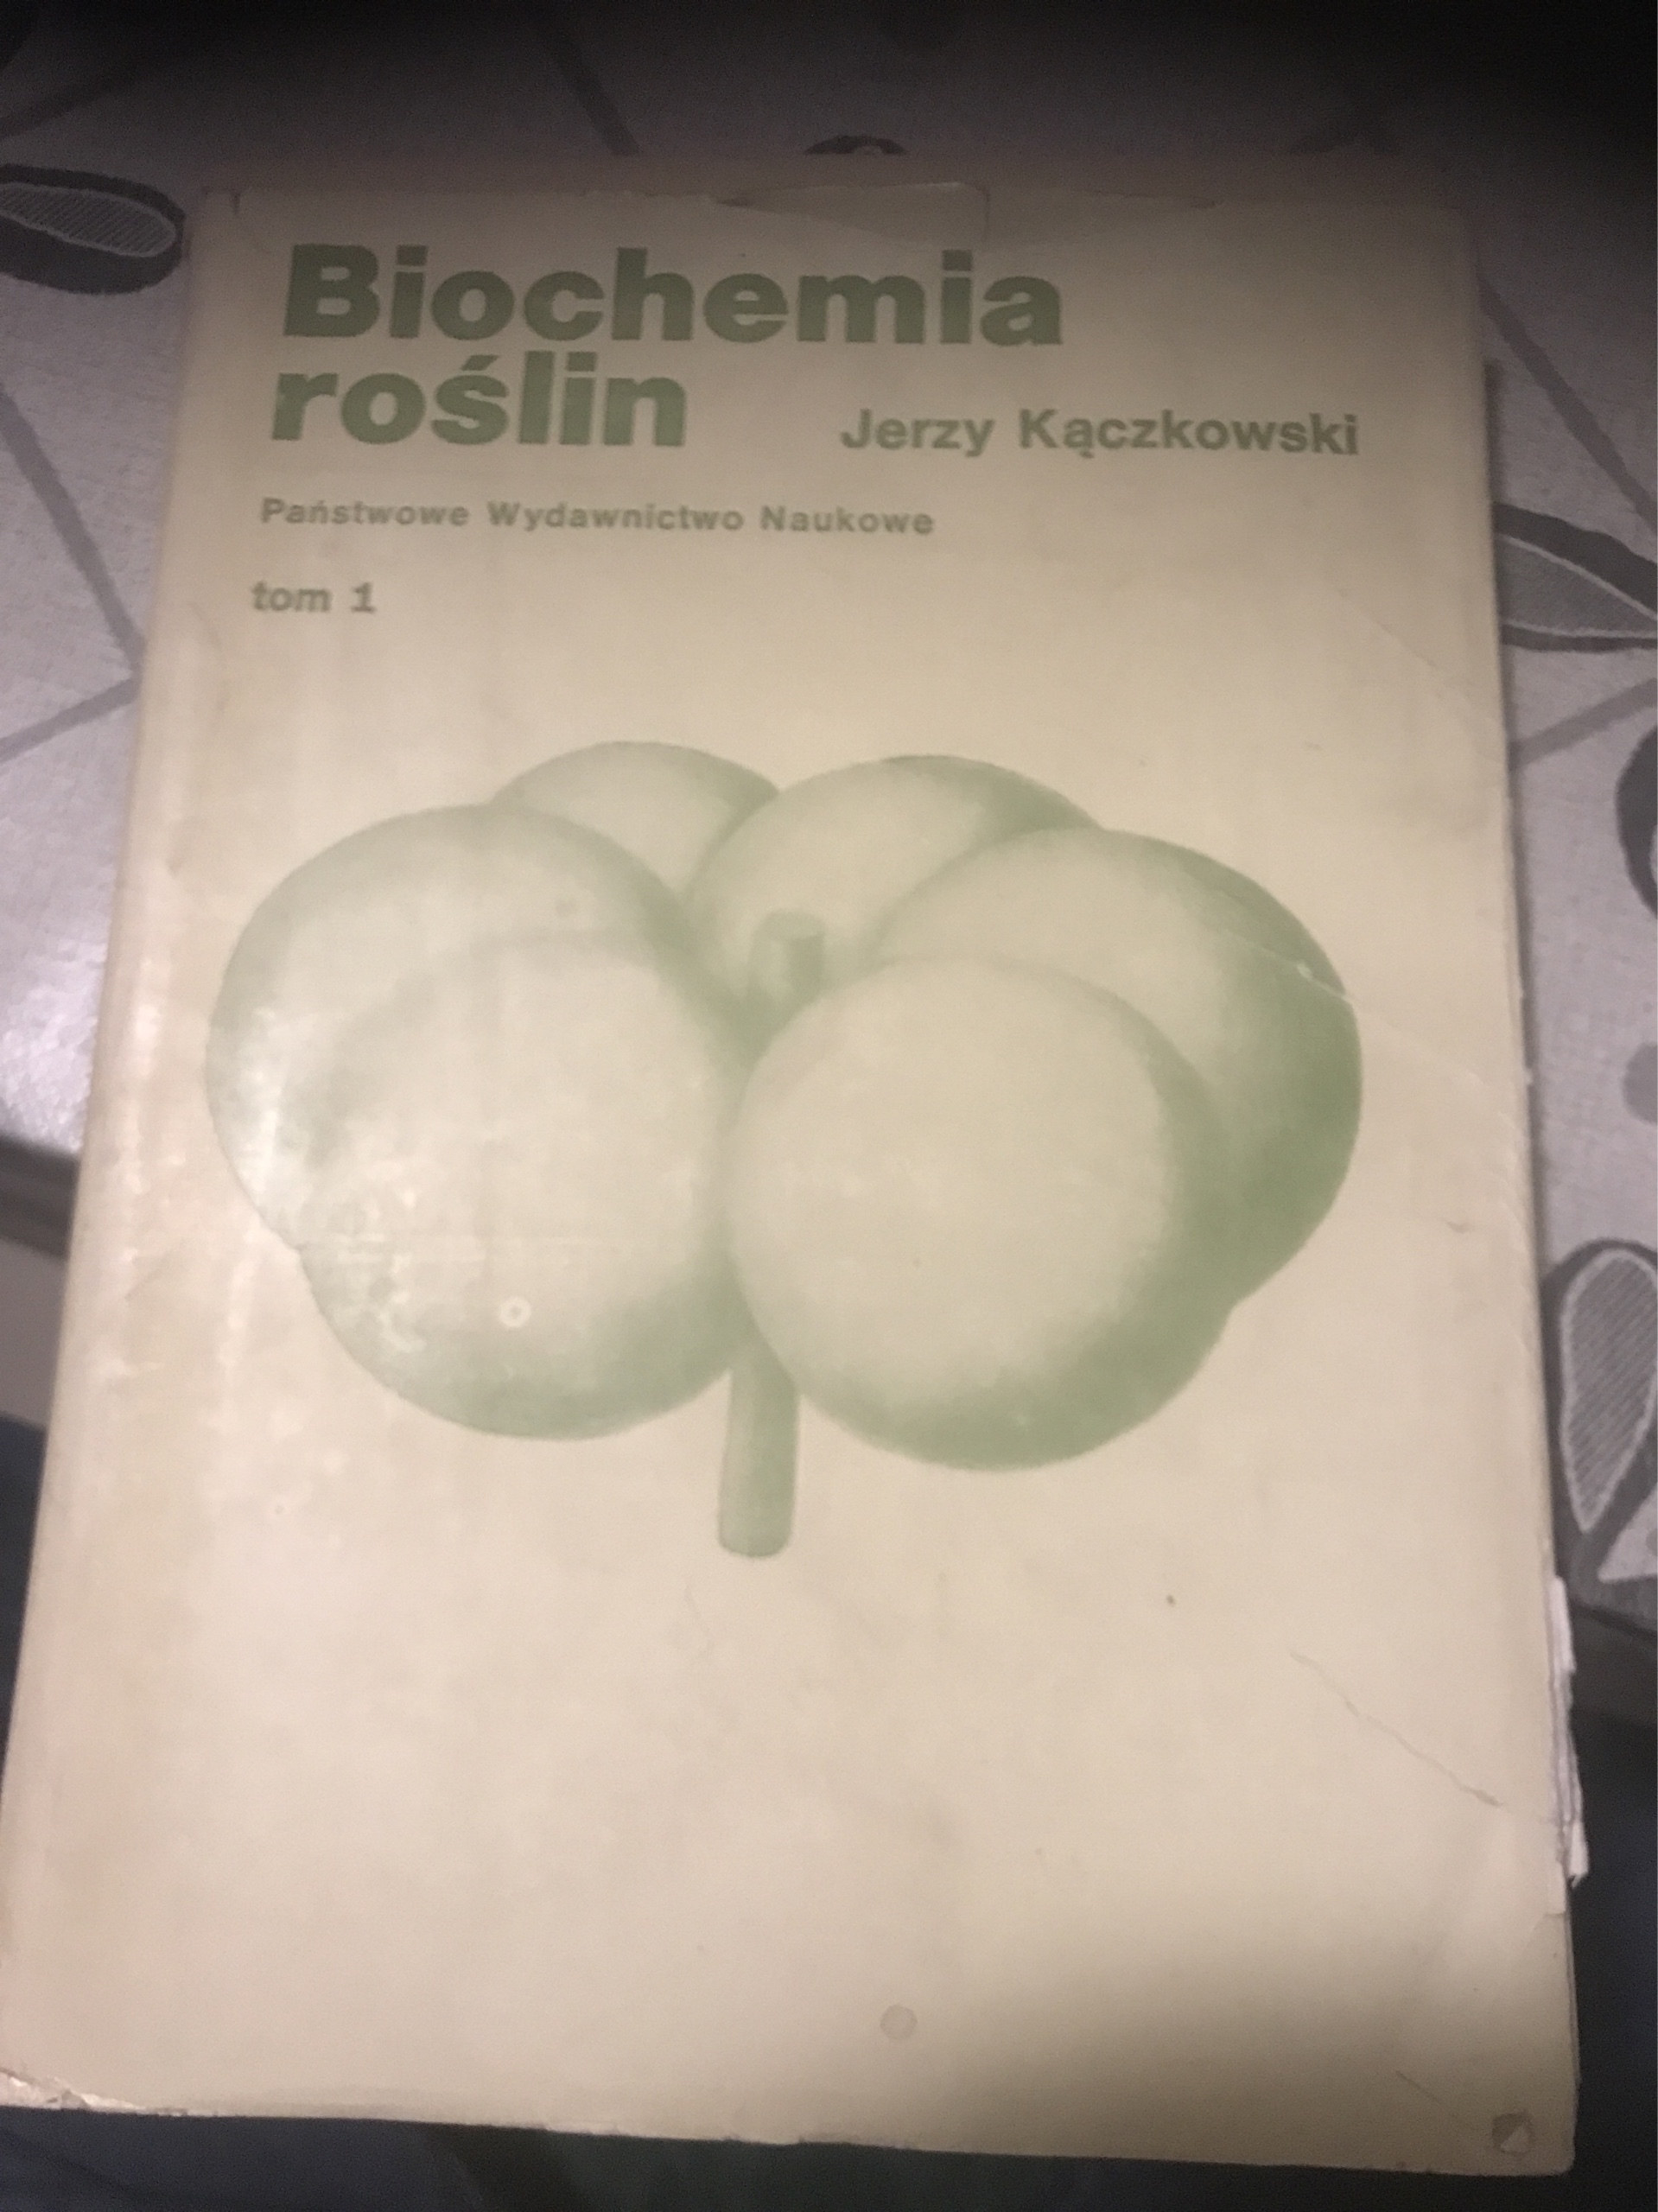 Biochemia
roślin
Jerzy Kączkowski
Państwowe Wydawnictwo Naukowe
tom 1